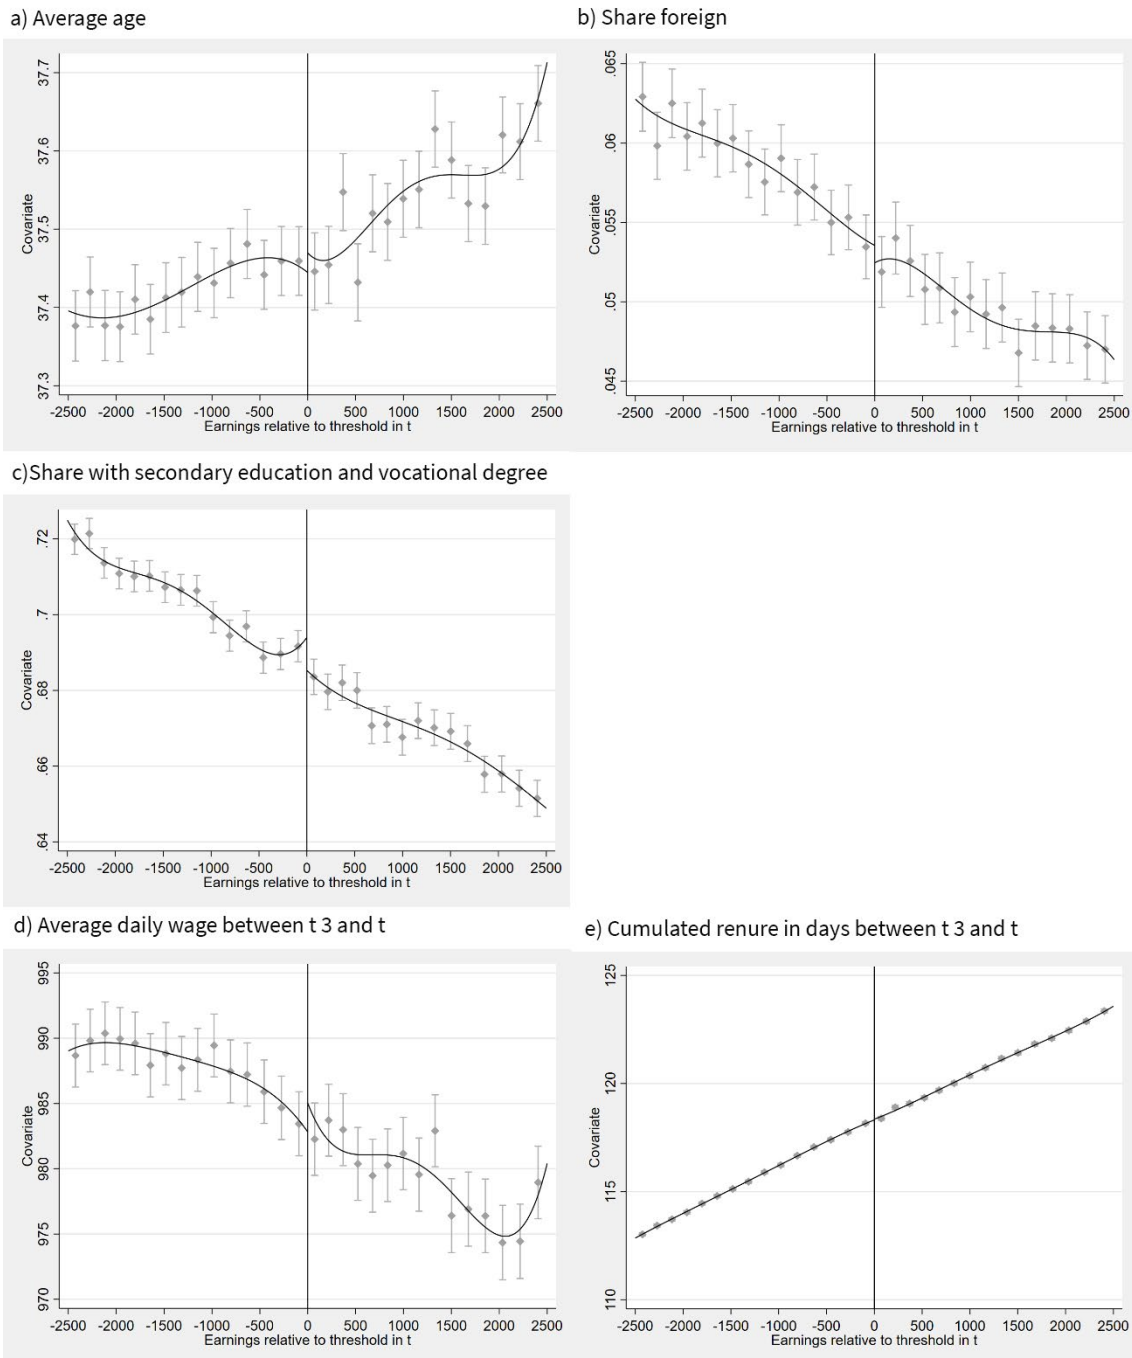 a) Average age
b) Share foreign
37.7
37.6
37.5
37.4
37.3
Covariate
-2500 -2000 -1500 -1000 -500 0 500 1000 1500 2000 2500
Earnings relative to threshold in t
.065
.06
.055
.05
.045
Covariate
-2500 -2000 -1500 -1000 -500 0 500 1000 1500 2000 2500
Earnings relative to threshold in t
c)Share with secondary education and vocational degree
.72
.7
.68
.66
.64
Covariate
-2500 -2000 -1500 -1000 -500 0 500 1000 1500 2000 2500
Earnings relative to threshold in t
d) Average daily wage between t 3 and t
e) Cumulated renure in days between t 3 and t
995
990
985
980
975
970
Covariate
-2500 -2000 -1500 -1000 -500 0 500 1000 1500 2000 2500
Earnings relative to threshold in t
125
120
115
110
Covariate
-2500 -2000 -1500 -1000 -500 0 500 1000 1500 2000 2500
Earnings relative to threshold in t